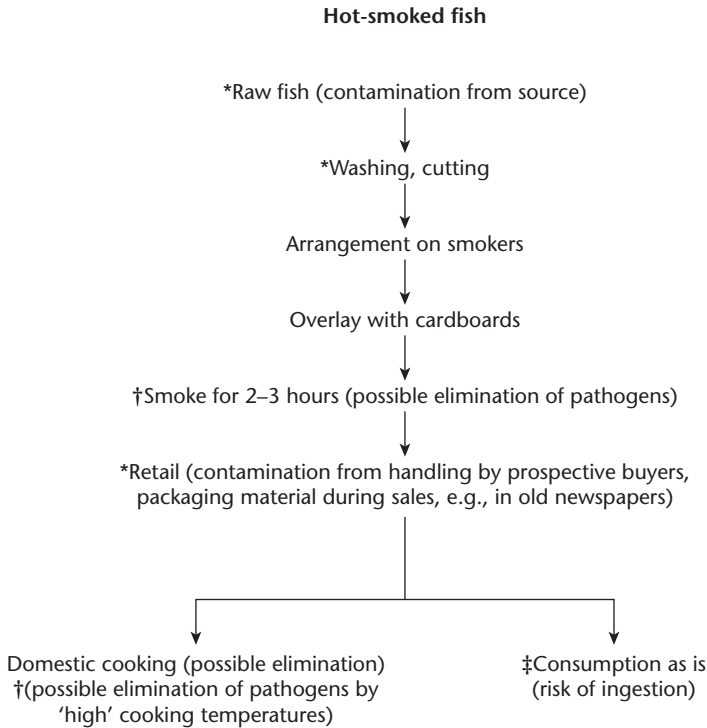 Hot-smoked fish
*Raw fish (contamination from source)
*Washing, cutting
Arrangement on smokers
Overlay with cardboards
†Smoke for 2–3 hours (possible elimination of pathogens)
*Retail (contamination from handling by prospective buyers,
packaging material during sales, e.g., in old newspapers)
Domestic cooking (possible elimination)
†(possible elimination of pathogens by
‘high’ cooking temperatures)
‡Consumption as is
(risk of ingestion)